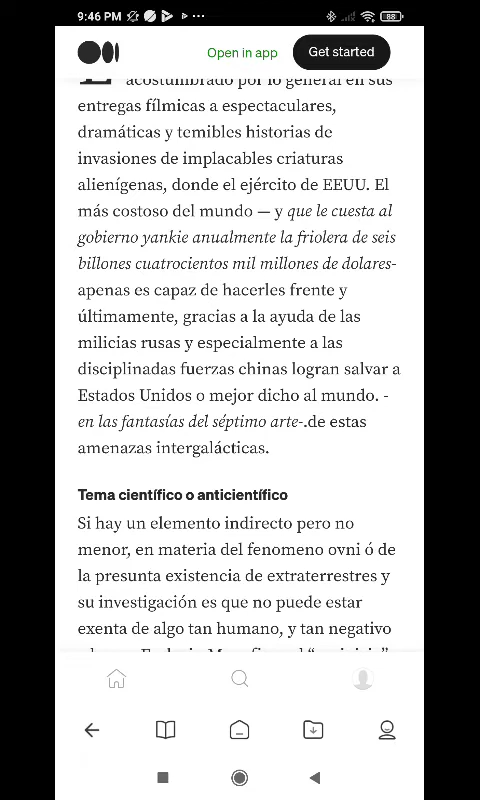 9:46 PM
88
Open in app
Get started
acostumbrado por lo general en sus
entregas fílmicas a espectaculares,
dramáticas y temibles historias de
invasiones de implacables criaturas
alienígenas, donde el ejército de EEUU. El
más costoso del mundo — y que le cuesta al
gobierno yankie anualmente la friolera de seis
billones cuatrocientos mil millones de dolares-
apenas es capaz de hacerles frente y
últimamente, gracias a la ayuda de las
milicias rusas y especialmente a las
disciplinadas fuerzas chinas logran salvar a
Estados Unidos o mejor dicho al mundo. -
en las fantasías del séptimo arte-.de estas
amenazas intergalácticas.
Tema científico o anticientífico
Si hay un elemento indirecto pero no
menor, en materia del fenomeno ovni ó de
la presunta existencia de extraterrestres y
su investigación es que no puede estar
exenta de algo tan humano, y tan negativo